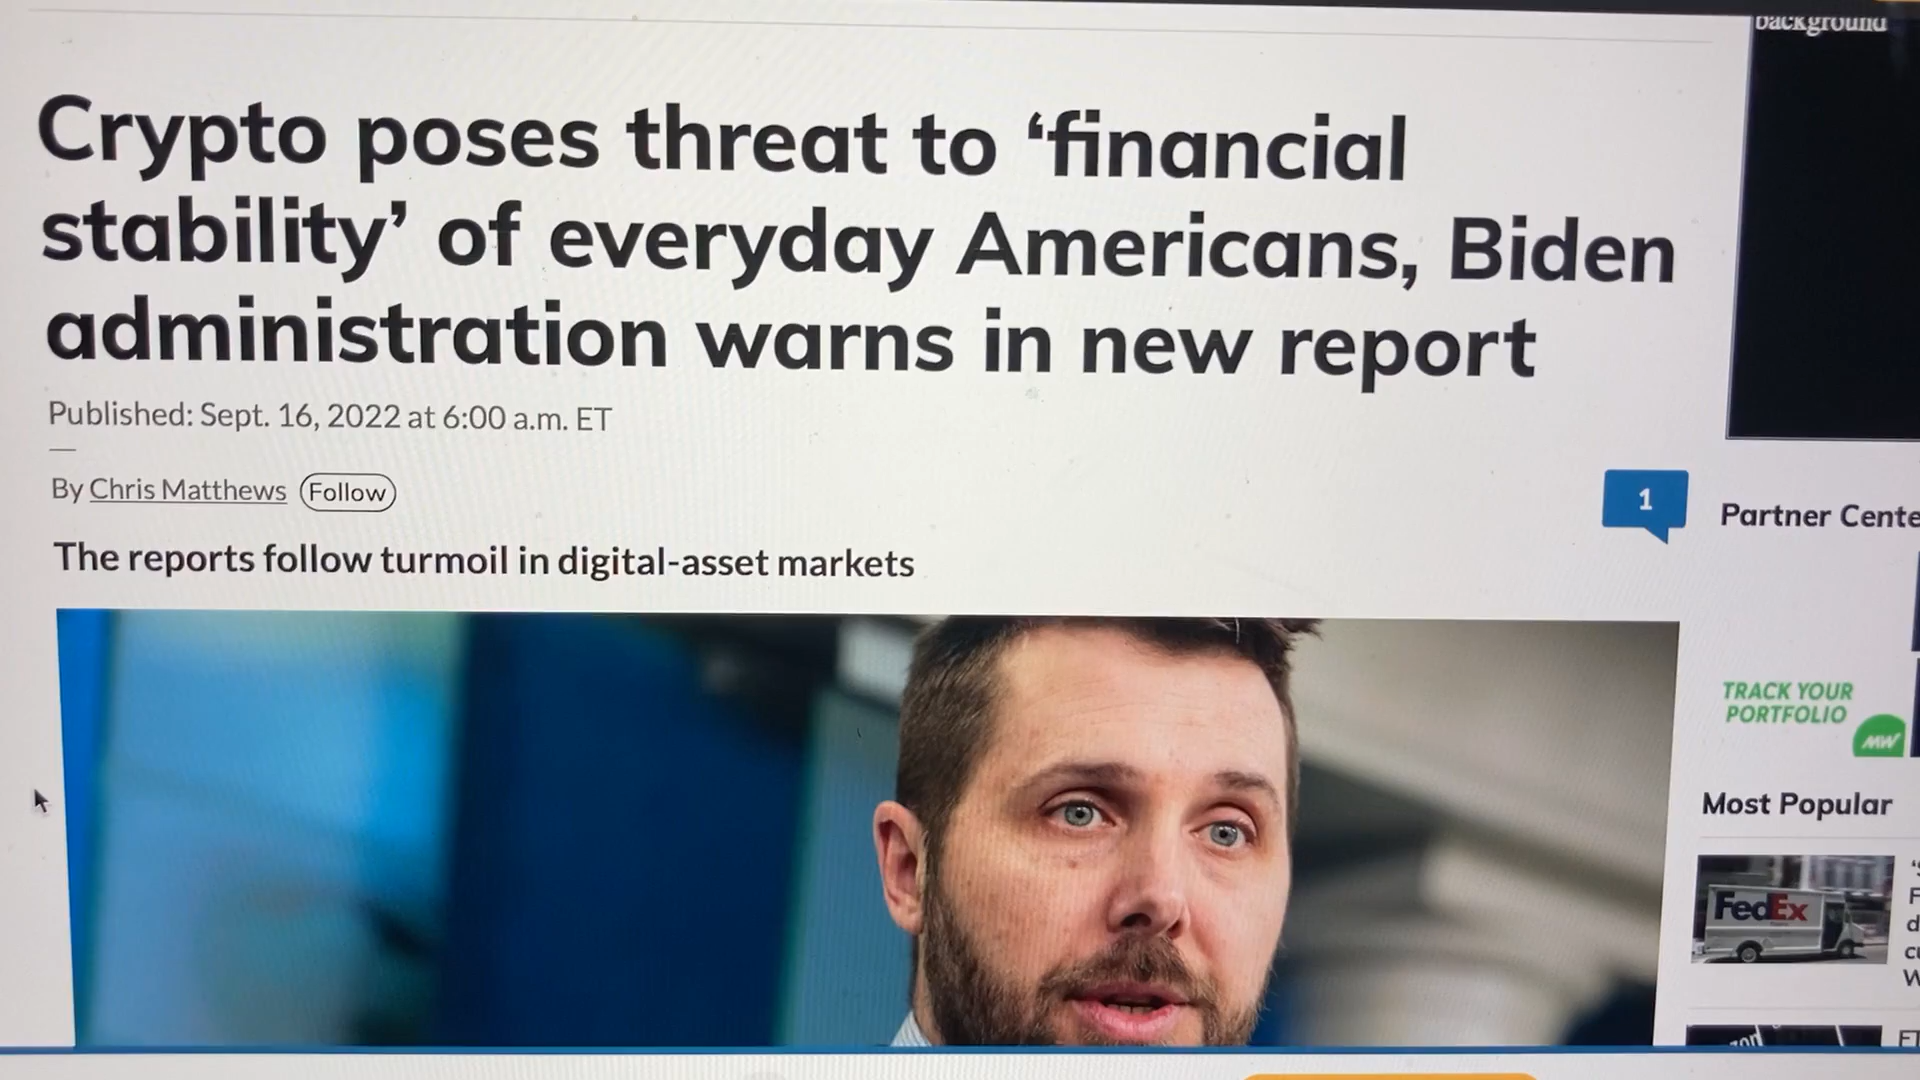 background
Crypto poses threat to ‘financial
stability’ of everyday Americans, Biden
administration warns in new report
Published: Sept. 16, 2022 at 6:00 a.m. ET
By Chris Matthews Follow
1
Partner Cente
The reports follow turmoil in digital-asset markets
TRACK YOUR
PORTFOLIO
MW
Most Popular
FedEx